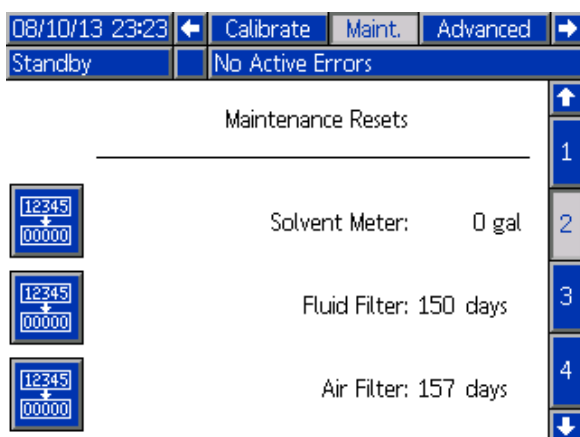 08/10/13 23:23 Calibrate Maint. Advanced
Standby No Active Errors
Maintenance Resets
1
12345
00000
Solvent Meter: 0 gal
2
12345
00000
Fluid Filter: 150 days
3
12345
00000
Air Filter: 157 days
4